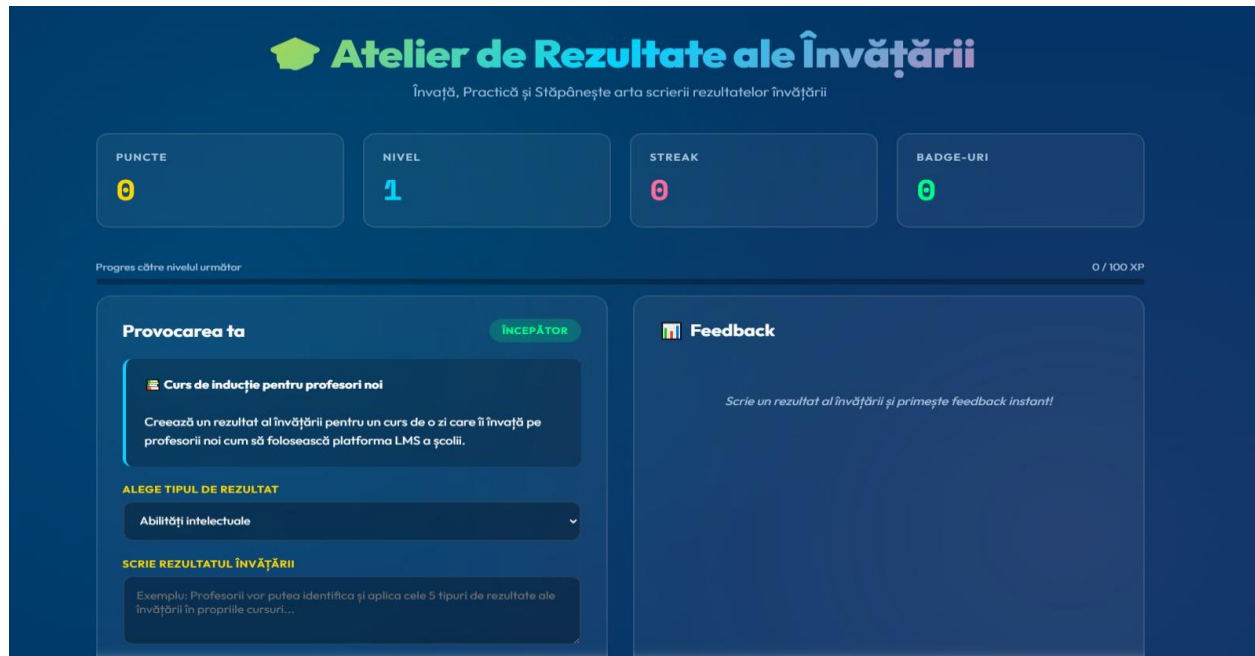 Atelier de Rezultate ale Învățării
Învață, Practică și Stăpânește arta scrierii rezultatelor învățării
PUNCTE
0
NIVEL
1
STREAK
0
BADGE-URI
0
Progres către nivelul următor
0 / 100 XP
Provocarea ta
ÎNCEPĂTOR
Curs de inducție pentru profesori noi
Creează un rezultat al învățării pentru un curs de o zi care îi învață pe
profesorii noi cum să folosească platforma LMS a școlii.
ALEGE TIPUL DE REZULTAT
Abilități intelectuale
SCRIE REZULTATUL ÎNVĂȚĂRII
Exemplu: Profesorii vor putea identifica și aplica cele 5 tipuri de rezultate ale
învățării în propriile cursuri...
Feedback
Scrie un rezultat al învățării și primește feedback instant!